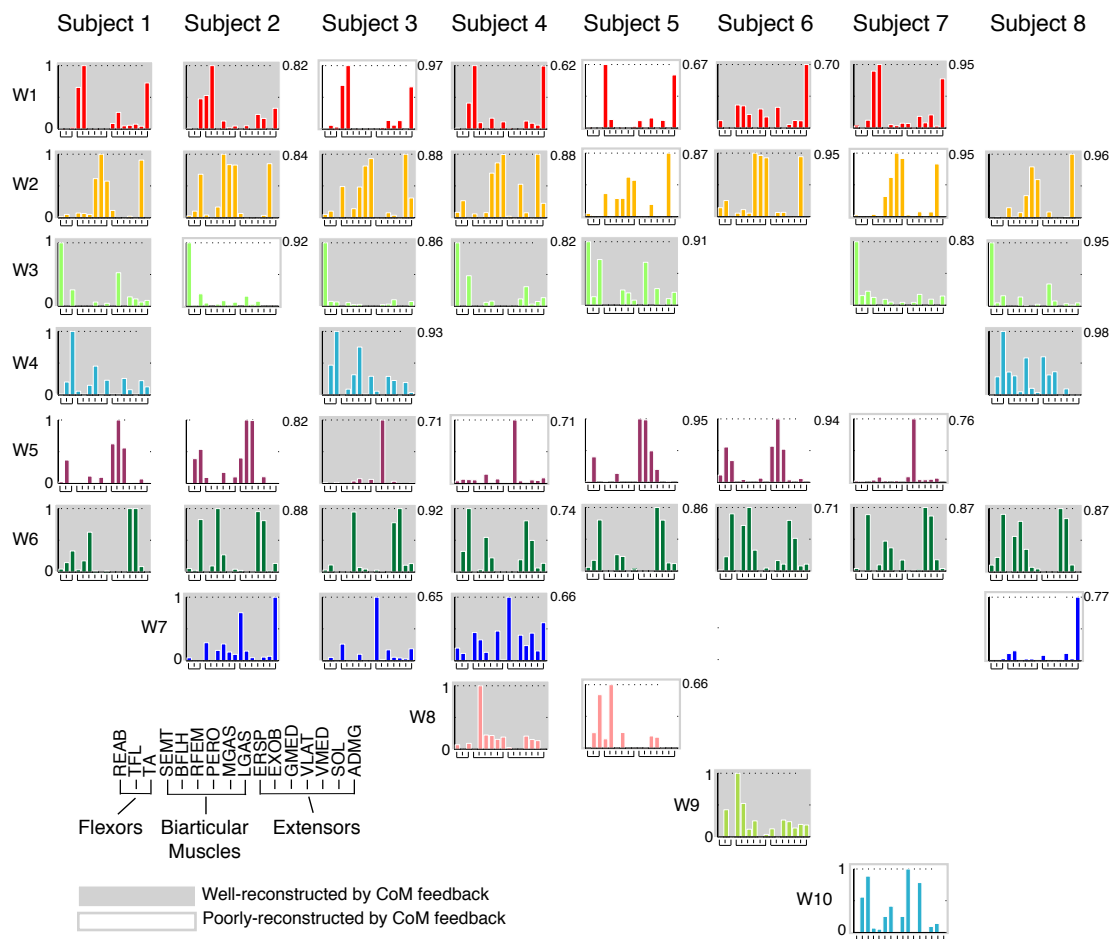 Subject 1 Subject 2 Subject 3 Subject 4 Subject 5 Subject 6 Subject 7 Subject 8
W1 1 0 0.82 0.97 0.62 0.67 0.70 0.95
W2 1 0 0.84 0.88 0.88 0.87 0.95 0.95 0.96
W3 1 0 0.92 0.86 0.82 0.91 0.83 0.95
W4 1 0 0.93 0.98
W5 1 0 0.82 0.71 0.71 0.95 0.94 0.76
W6 1 0 0.88 0.92 0.74 0.86 0.71 0.87 0.87
W7 1 0 0.65 0.66 0.77
W8 1 0 0.66
REAB
TFL
TA
SEMT
BFLH
RFEM
PERO
MGAS
LGAS
ERSP
EXOB
GMED
VLAT
VMED
SOL
ADMG
Flexors Biarticular Muscles Extensors
W9 1 0
Well-reconstructed by CoM feedback
Poorly-reconstructed by CoM feedback
W10 1 0